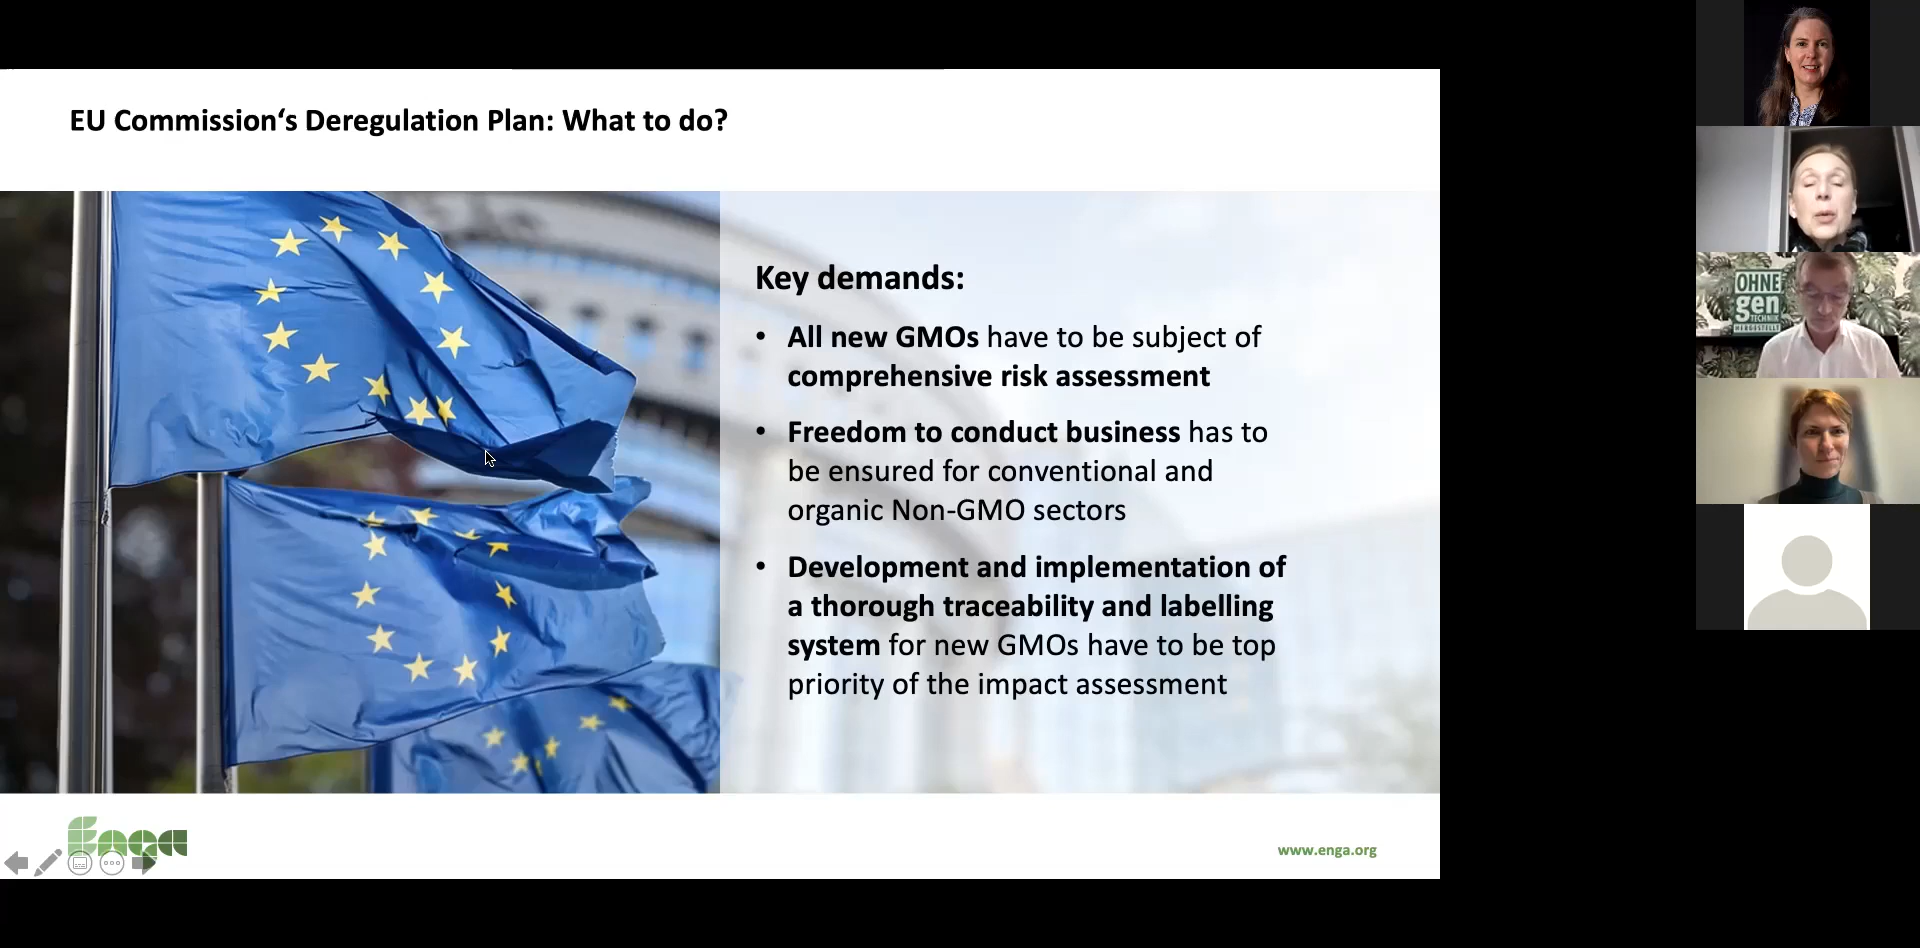 EU Commission‘s Deregulation Plan: What to do?
Key demands:
• All new GMOs have to be subject of
comprehensive risk assessment
• Freedom to conduct business has to
be ensured for conventional and
organic Non-GMO sectors
• Development and implementation of
a thorough traceability and labelling
system for new GMOs have to be top
priority of the impact assessment
Enga
www.enga.org
OHNE
gen
TECHNIK
HERGESTELLT